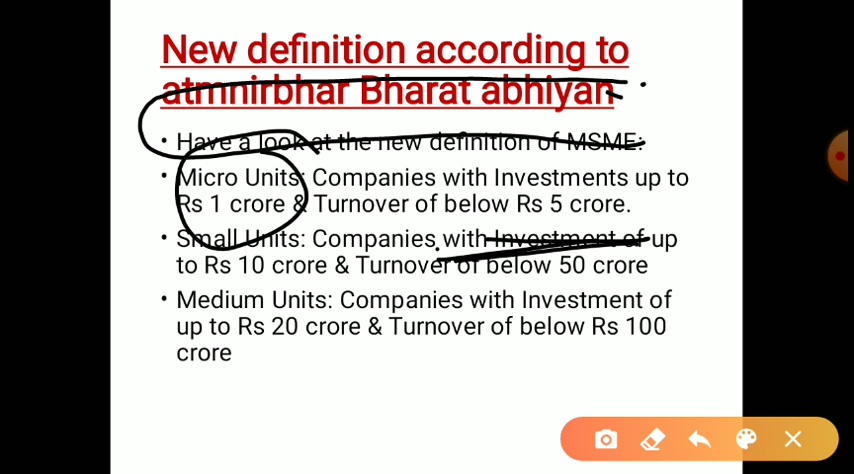 New definition according to
atmnirbhar Bharat abhiyan
• Have a look at the new definition of MSME:
• Micro Units: Companies with Investments up to
Rs 1 crore & Turnover of below Rs 5 crore.
• Small Units: Companies with Investment of up
to Rs 10 crore & Turnover of below 50 crore
• Medium Units: Companies with Investment of
up to Rs 20 crore & Turnover of below Rs 100
crore